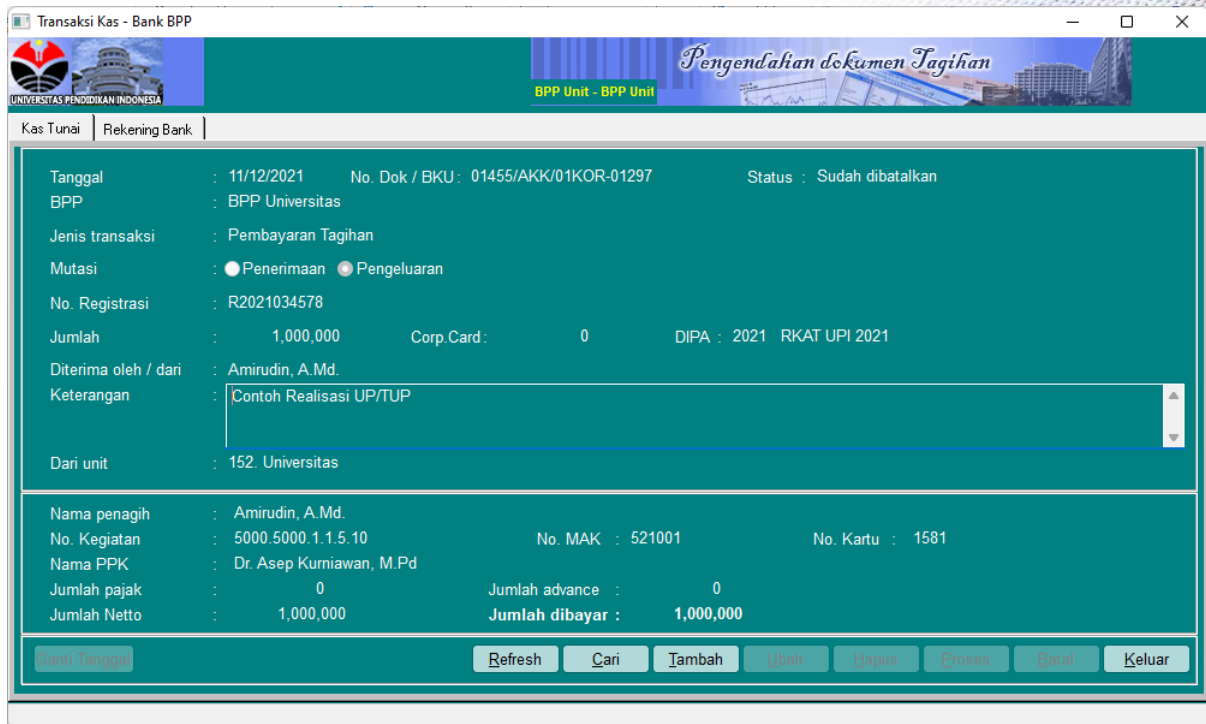 Transaksi Kas - Bank BPP
UNIVERSITAS PENDIDIKAN INDONESIA
Pengendalian dokumen Tagihan
BPP Unit - BPP Unit
Kas Tunai Rekening Bank
Tanggal : 11/12/2021 No. Dok / BKU : 01455/AKK/01KOR-01297 Status : Sudah dibatalkan
BPP : BPP Universitas
Jenis transaksi : Pembayaran Tagihan
Mutasi : Penerimaan Pengeluaran
No. Registrasi : R2021034578
Jumlah : 1,000,000 Corp.Card : 0 DIPA : 2021 RKAT UPI 2021
Diterima oleh / dari : Amirudin, A.Md.
Keterangan : Contoh Realisasi UP/TUP
Dari unit : 152. Universitas
Nama penagih : Amirudin, A.Md.
No. Kegiatan : 5000.5000.1.1.5.10 No. MAK : 521001 No. Kartu : 1581
Nama PPK : Dr. Asep Kurniawan, M.Pd
Jumlah pajak : 0 Jumlah advance : 0
Jumlah Netto : 1,000,000 Jumlah dibayar : 1,000,000
Ganti Tanggal Refresh Cari Tambah Ubah Hapus Proses Batal Keluar